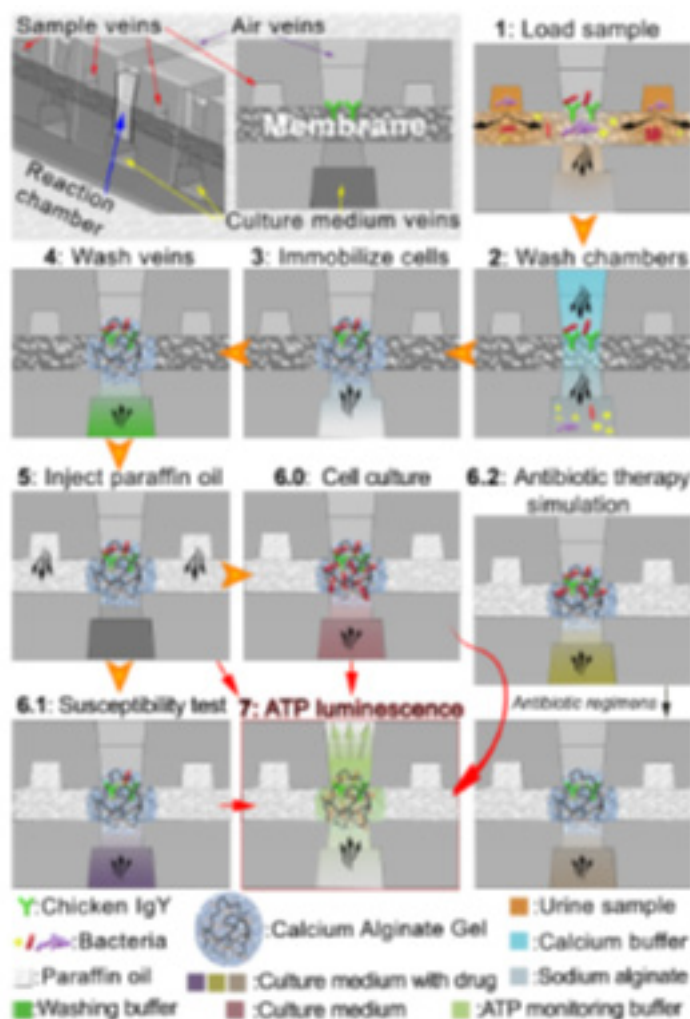 Sample veins
Air veins
1: Load sample
Membrane
Reaction
chamber
Culture medium veins
4: Wash veins
3: Immobilize cells
2: Wash chambers
5: Inject paraffin oil
6.0: Cell culture
6.2: Antibiotic therapy
simulation
6.1: Susceptibility test
7: ATP luminescence
Antibiotic regimens
:Chicken IgY
:Bacteria
:Paraffin oil
:Washing buffer
:Calcium Alginate Gel
:Culture medium with drug
:Culture medium
:Urine sample
:Calcium buffer
:Sodium alginate
:ATP monitoring buffer